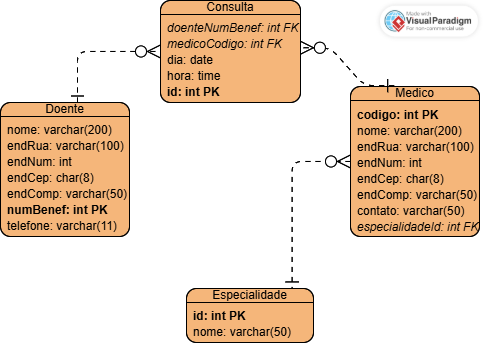 Consulta
doenteNumBenef: int FK
medicoCodigo: int FK
dia: date
hora: time
id: int PK
Made with
VisualParadigm
For non-commercial use
Doente
nome: varchar(200)
endRua: varchar(100)
endNum: int
endCep: char(8)
endComp: varchar(50)
numBenef: int PK
telefone: varchar(11)
Medico
codigo: int PK
nome: varchar(200)
endRua: varchar(100)
endNum: int
endCep: char(8)
endComp: varchar(50)
contato: varchar(50)
especialidadeId: int FK
Especialidade
id: int PK
nome: varchar(50)